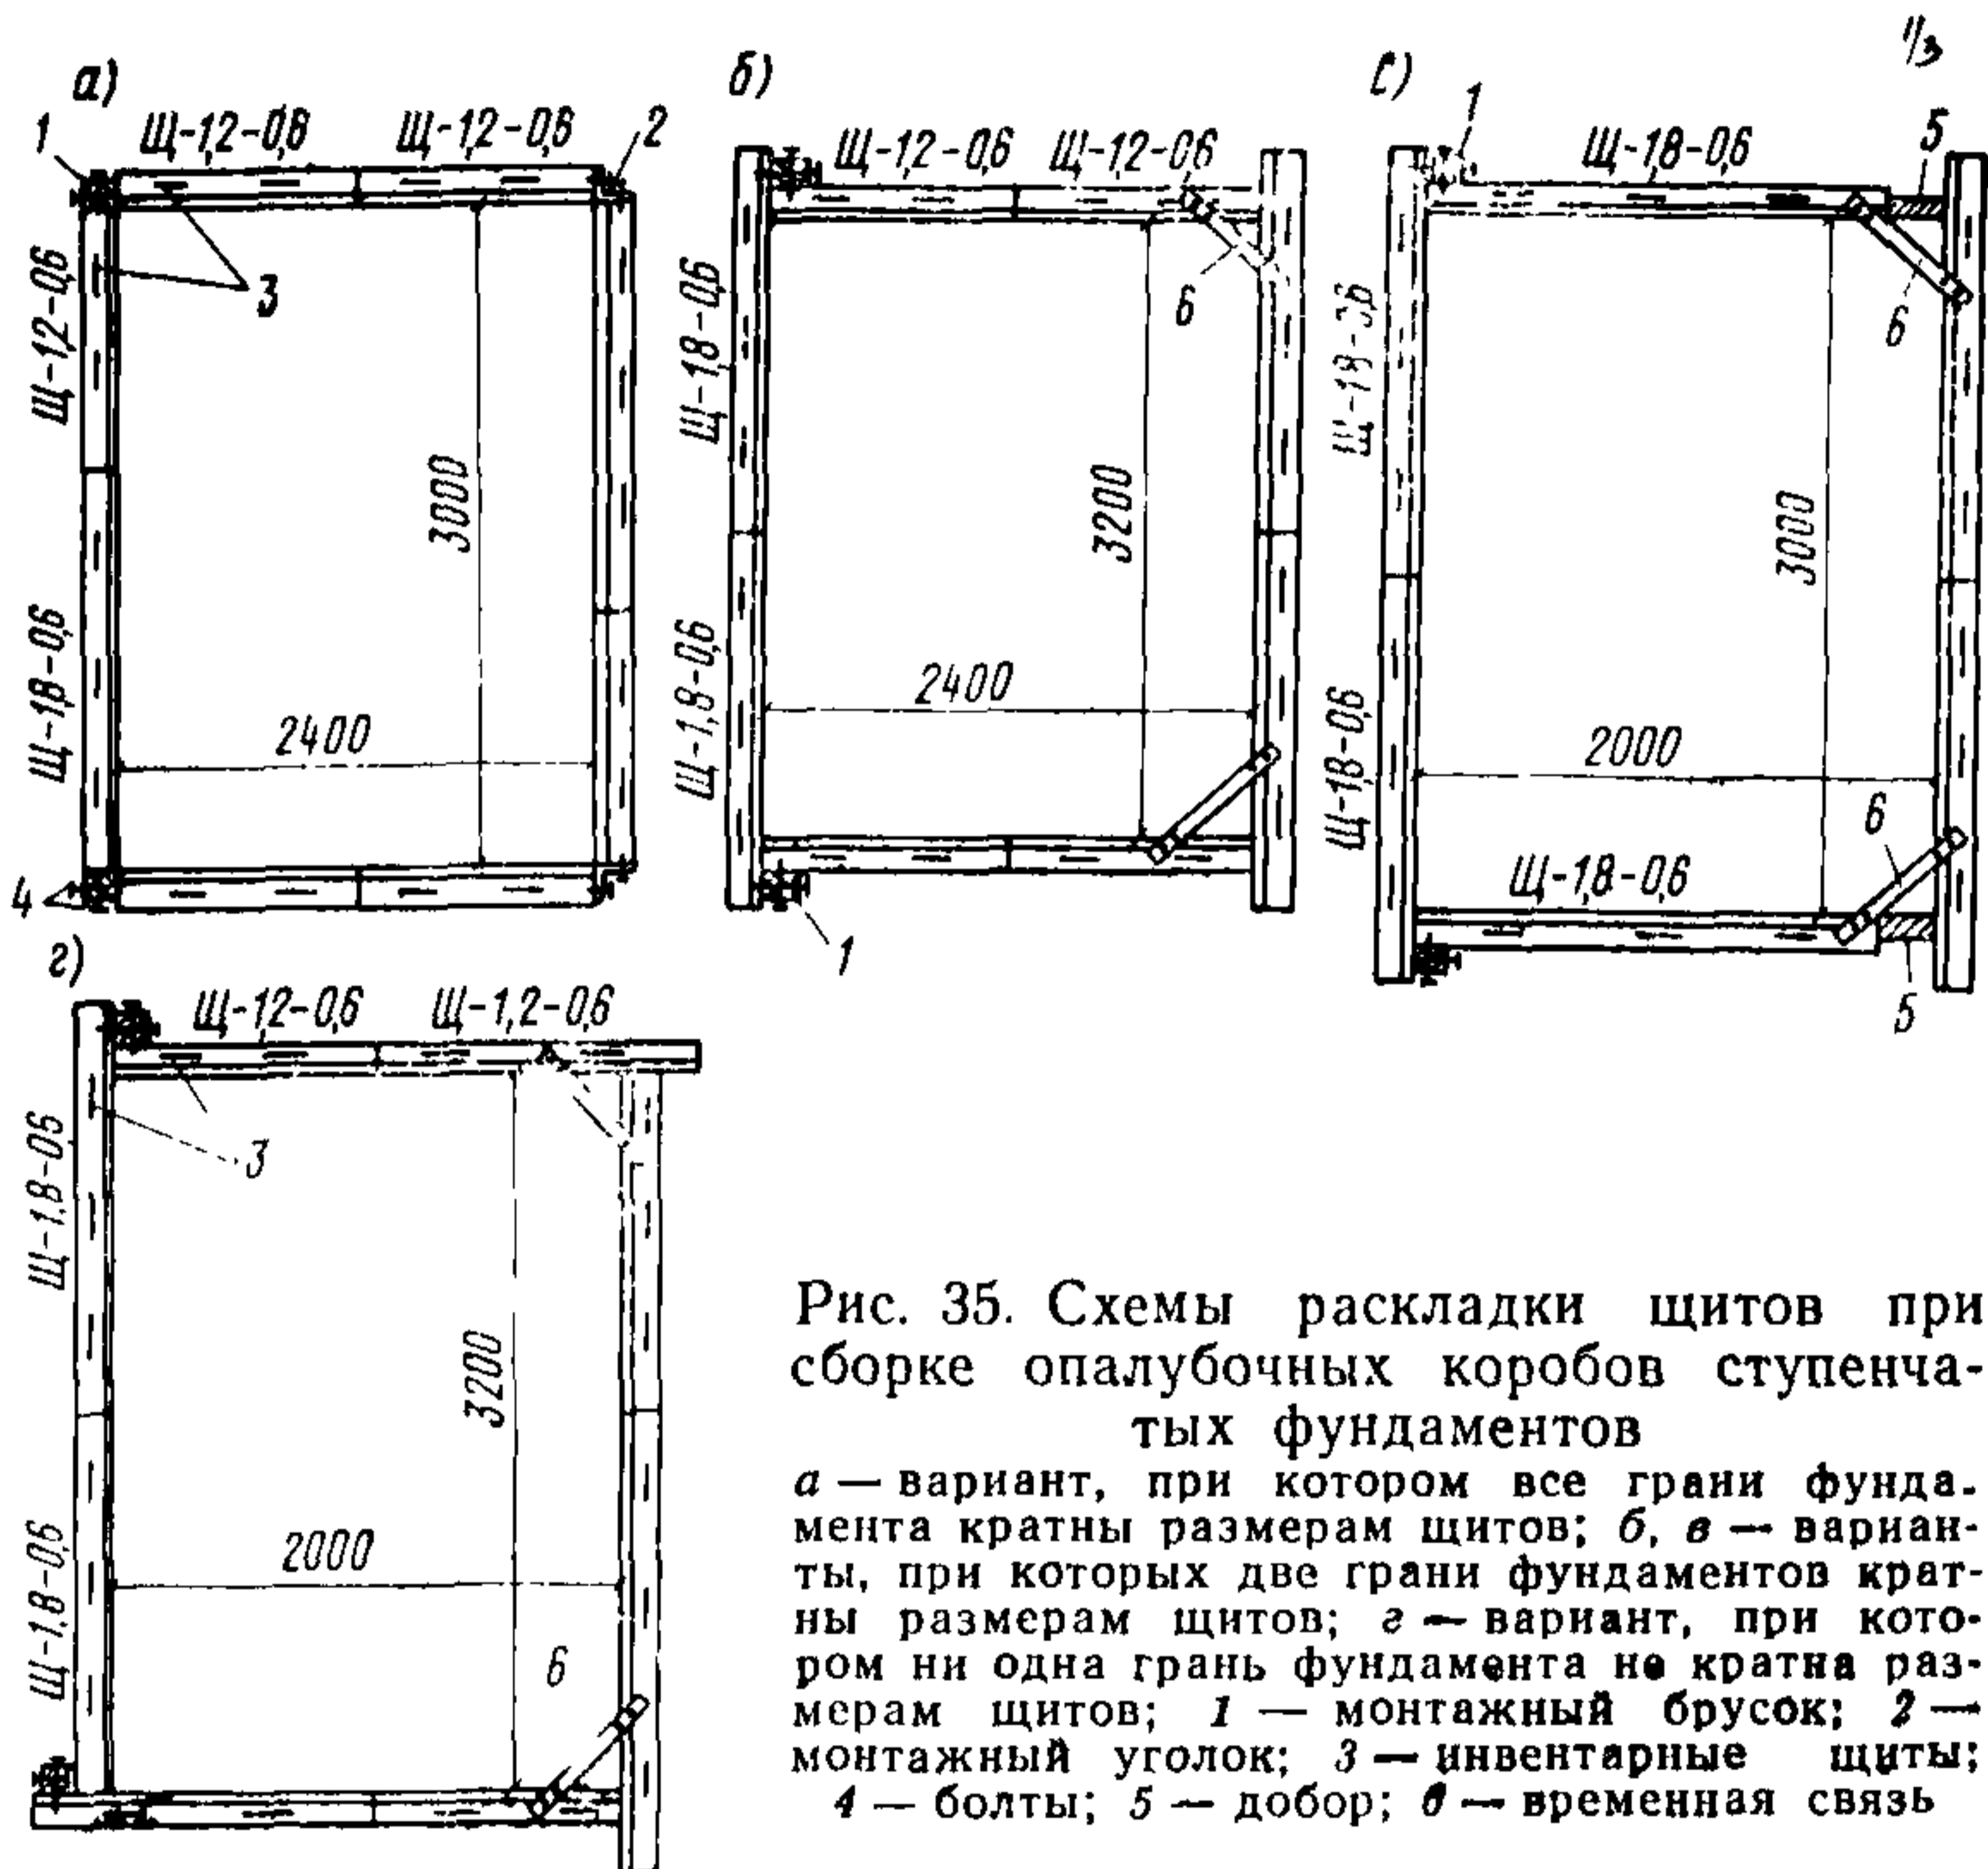 а)
1
Щ-1,2-0,6
Щ-1,2-0,6
2
3
Щ-1,2-0,6
Щ-1,8-0,6
3000
2400
4
б)
Щ-1,2-0,6
Щ-1,2-0,6
6
Щ-1,8-0,6
Щ-1,8-0,6
3200
2400
1
1
Щ-1,8-0,6
5
6
Щ-1,8-0,6
Щ-1,8-0,6
3000
2000
6
Щ-1,8-0,6
5
г)
Щ-1,2-0,6
Щ-1,2-0,6
3
Щ-1,8-0,6
Щ-1,8-0,6
3200
2000
6
Рис. 35. Схемы раскладки щитов при
сборке опалубочных коробов ступенча-
тых фундаментов
а — вариант, при котором все грани фунда-
мента кратны размерам щитов; б, в — вариан-
ты, при которых две грани фундаментов крат-
ны размерам щитов; г — вариант, при кото-
ром ни одна грань фундамента не кратна раз-
мерам щитов; 1 — монтажный брусок; 2 —
монтажный уголок; 3 — инвентарные щиты;
4 — болты; 5 — добор; 6 — временная связь